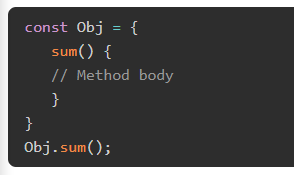 const Obj = {
sum() {
// Method body
}
}
Obj.sum();